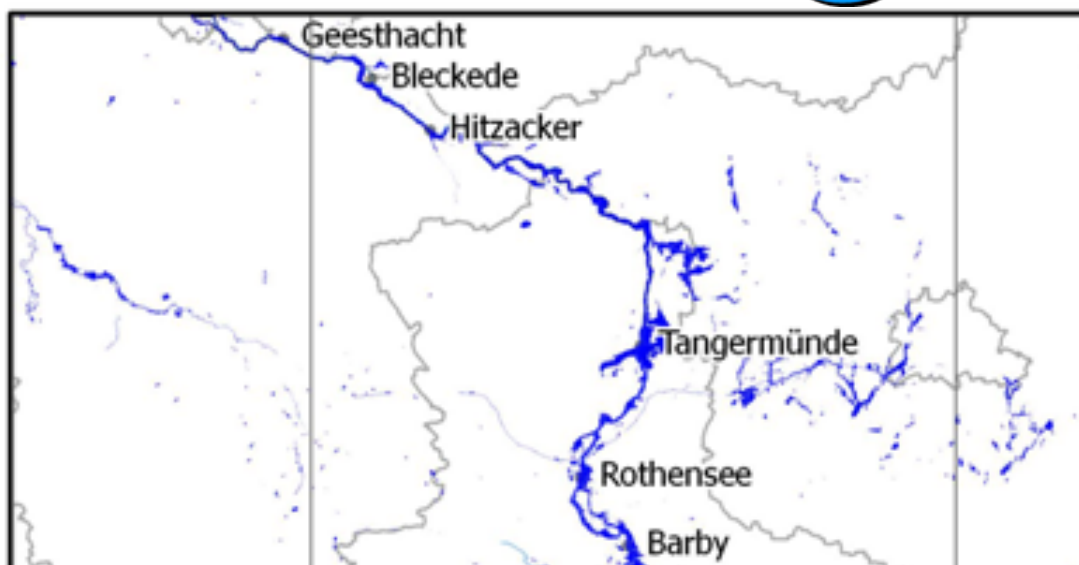 Geesthacht
Bleckede
Hitzacker
Tangermünde
Rothensee
Barby